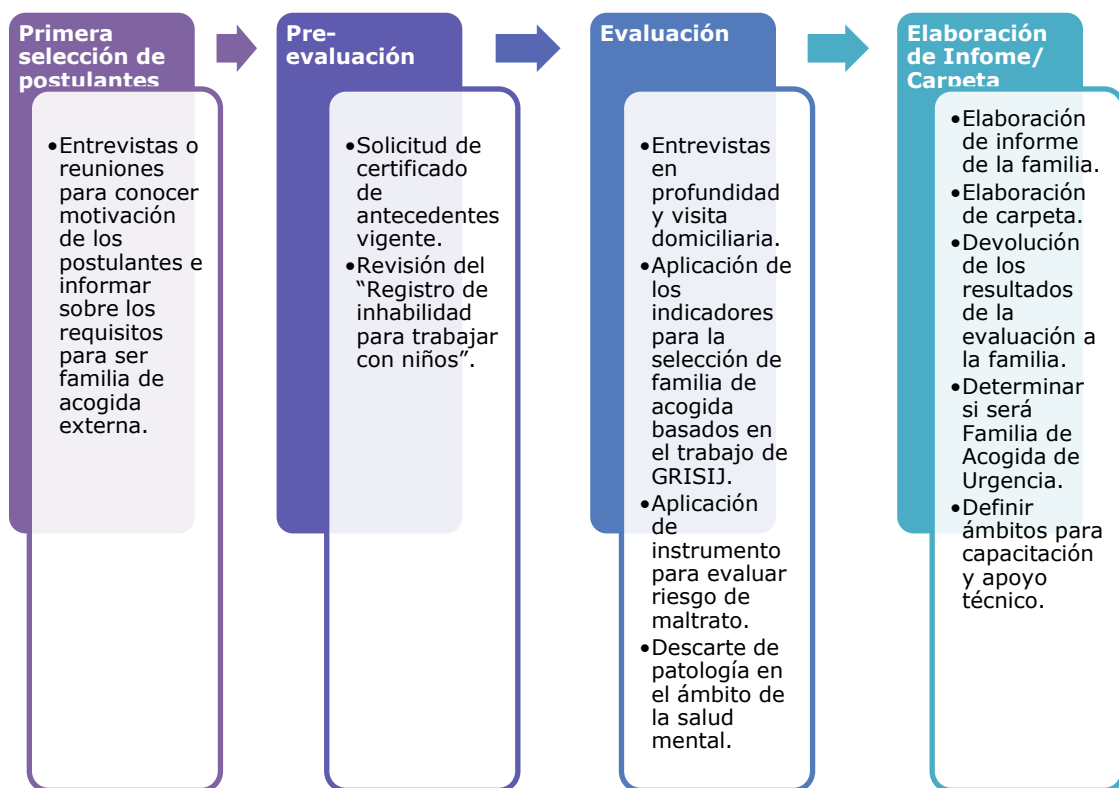 Primera
selección de
postulantes
•Entrevistas o
reuniones
para conocer
motivación
de los
postulantes e
informar
sobre los
requisitos
para ser
familia de
acogida
externa.
Pre-
evaluación
•Solicitud de
certificado
de
antecedentes
vigente.
•Revisión del
“Registro de
inhabilidad
para trabajar
con niños”.
Evaluación
•Entrevistas
en
profundidad
y visita
domiciliaria.
•Aplicación de
los
indicadores
para la
selección de
familia de
acogida
basados en
el trabajo de
GRISIJ.
•Aplicación
de
instrumento
para evaluar
riesgo de
maltrato.
•Descarte de
patología en
el ámbito de
la salud
mental.
Elaboración
de Infome/
Carpeta
•Elaboración
de informe
de la familia.
•Elaboración
de carpeta.
•Devolución
de los
resultados
de la
evaluación a
la familia.
•Determinar
si será
Familia de
Acogida de
Urgencia.
•Definir
ámbitos para
capacitación
y apoyo
técnico.